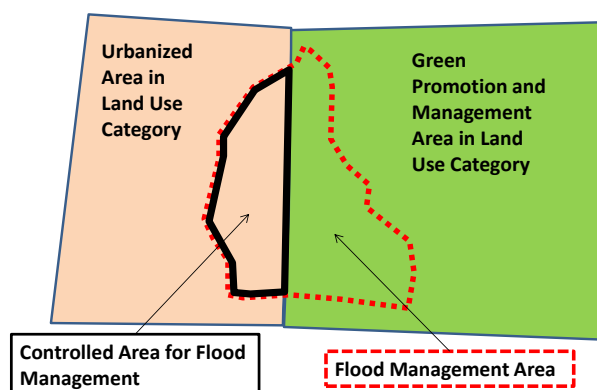 Urbanized
Area in
Land Use
Category
Green
Promotion and
Management
Area in Land
Use Category
Controlled Area for Flood
Management
Flood Management Area